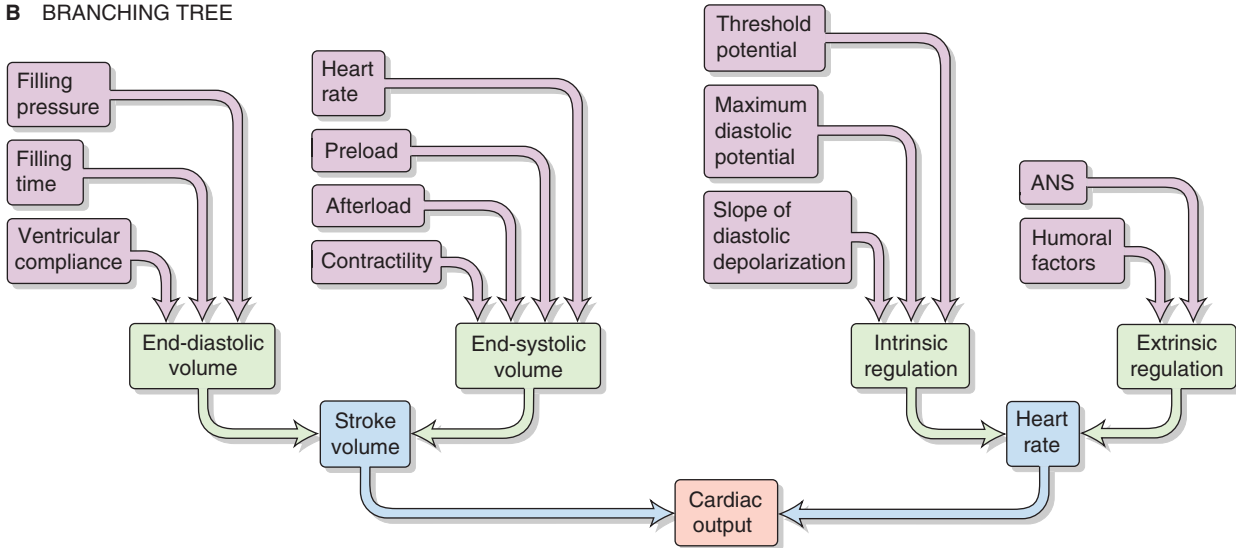 B BRANCHING TREE
Filling
pressure
Filling
time
Ventricular
compliance
Heart
rate
Preload
Afterload
Contractility
Threshold
potential
Maximum
diastolic
potential
Slope of
diastolic
depolarization
ANS
Humoral
factors
End-diastolic
volume
End-systolic
volume
Intrinsic
regulation
Extrinsic
regulation
Stroke
volume
Heart
rate
Cardiac
output